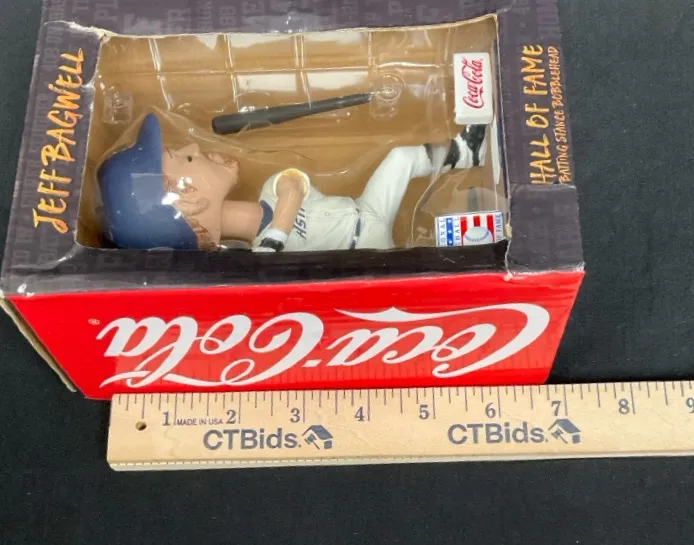 JEFF BAGWELL
Coca-Cola
HALL OF FAME
BATTING STANCE BOBBLEHEAD
HSTR
Coca-Cola®
1 MADE IN USA 2 3 4 5 6 7 8 9
CTBids. CTBids.